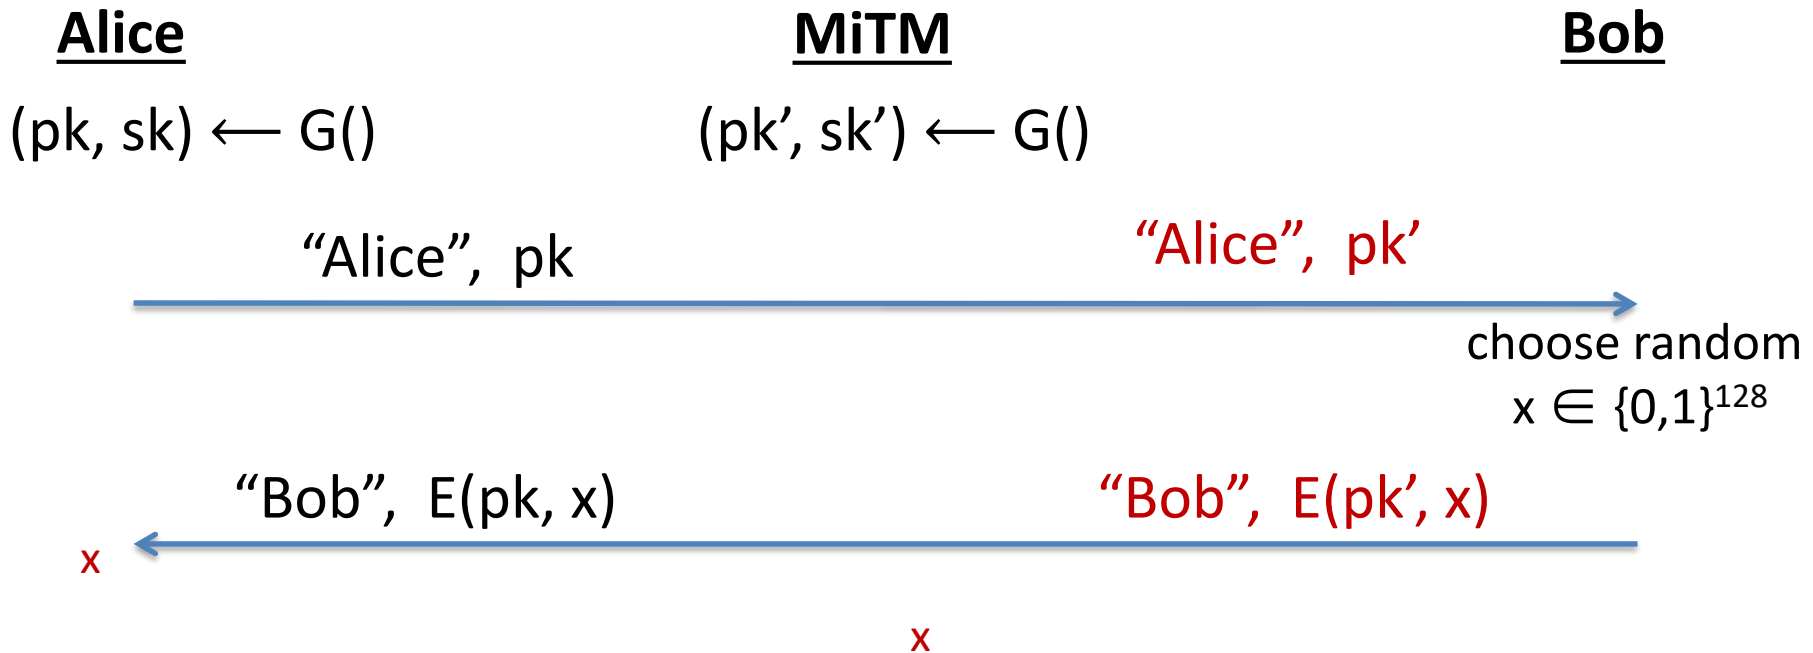 Alice MiTM Bob
(pk, sk) ⟵ G() (pk’, sk’) ⟵ G()
“Alice”, pk “Alice”, pk’
choose random
x ∈ {0,1}¹²⁸
“Bob”, E(pk, x) “Bob”, E(pk’, x)
x
x